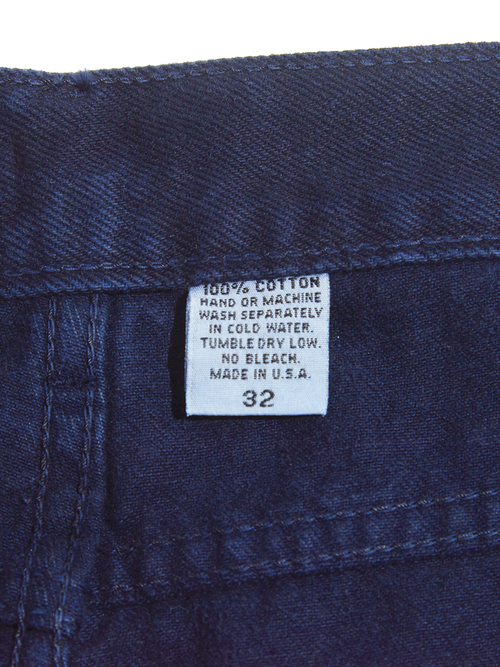 100% COTTON
HAND OR MACHINE
WASH SEPARATELY
IN COLD WATER.
TUMBLE DRY LOW.
NO BLEACH.
MADE IN U.S.A.
32